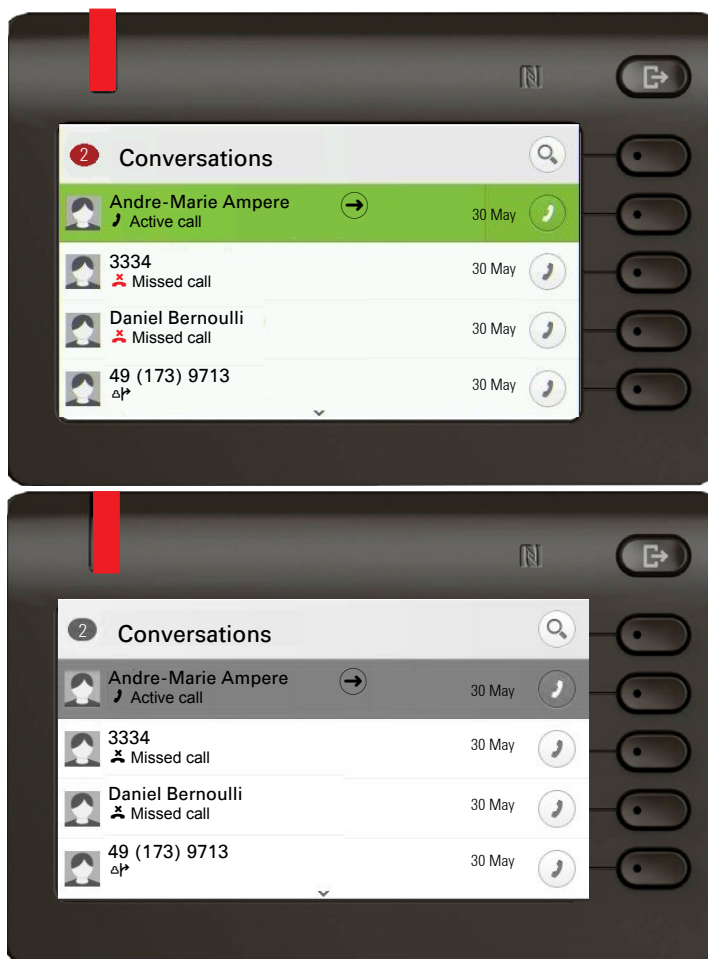 2 Conversations
Andre-Marie Ampere
Active call
30 May
3334
Missed call
30 May
Daniel Bernoulli
Missed call
30 May
49 (173) 9713
30 May
2 Conversations
Andre-Marie Ampere
Active call
30 May
3334
Missed call
30 May
Daniel Bernoulli
Missed call
30 May
49 (173) 9713
30 May